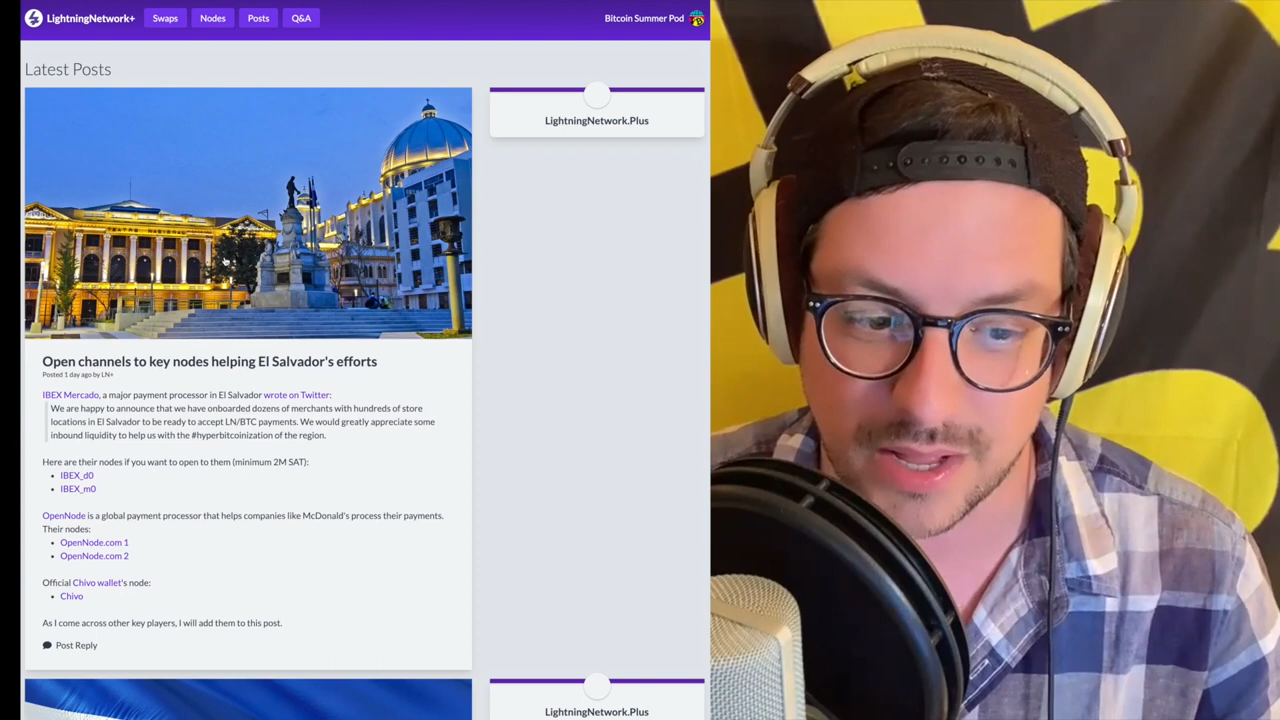 LightningNetwork+
Swaps
Nodes
Posts
Q&A
Bitcoin Summer Pod
Latest Posts
LightningNetwork.Plus
Open channels to key nodes helping El Salvador's efforts
Posted 1 day ago by LN+
IBEX Mercado, a major payment processor in El Salvador wrote on Twitter:
We are happy to announce that we have onboarded dozens of merchants with hundreds of store
locations in El Salvador to be ready to accept LN/BTC payments. We would greatly appreciate some
inbound liquidity to help us with the #hyperbitcoinization of the region.
Here are their nodes if you want to open to them (minimum 2M SAT):
• IBEX_d0
• IBEX_m0
OpenNode is a global payment processor that helps companies like McDonald's process their payments.
Their nodes:
• OpenNode.com 1
• OpenNode.com 2
Official Chivo wallet's node:
• Chivo
As I come across other key players, I will add them to this post.
Post Reply
LightningNetwork.Plus